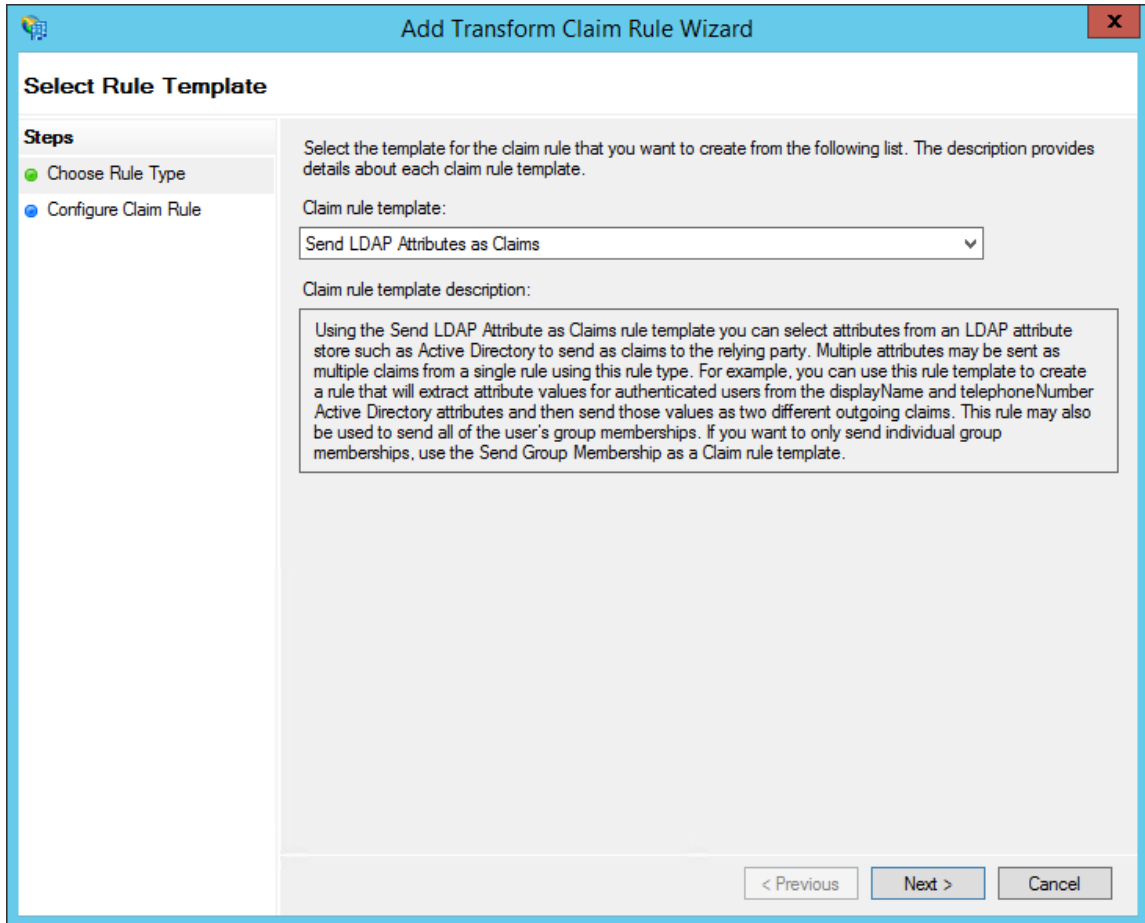 Add Transform Claim Rule Wizard
x
Select Rule Template
Steps
Choose Rule Type
Configure Claim Rule
Select the template for the claim rule that you want to create from the following list. The description provides
details about each claim rule template.
Claim rule template:
Send LDAP Attributes as Claims
Claim rule template description:
Using the Send LDAP Attribute as Claims rule template you can select attributes from an LDAP attribute
store such as Active Directory to send as claims to the relying party. Multiple attributes may be sent as
multiple claims from a single rule using this rule type. For example, you can use this rule template to create
a rule that will extract attribute values for authenticated users from the displayName and telephoneNumber
Active Directory attributes and then send those values as two different outgoing claims. This rule may also
be used to send all of the user's group memberships. If you want to only send individual group
memberships, use the Send Group Membership as a Claim rule template.
< Previous
Next >
Cancel